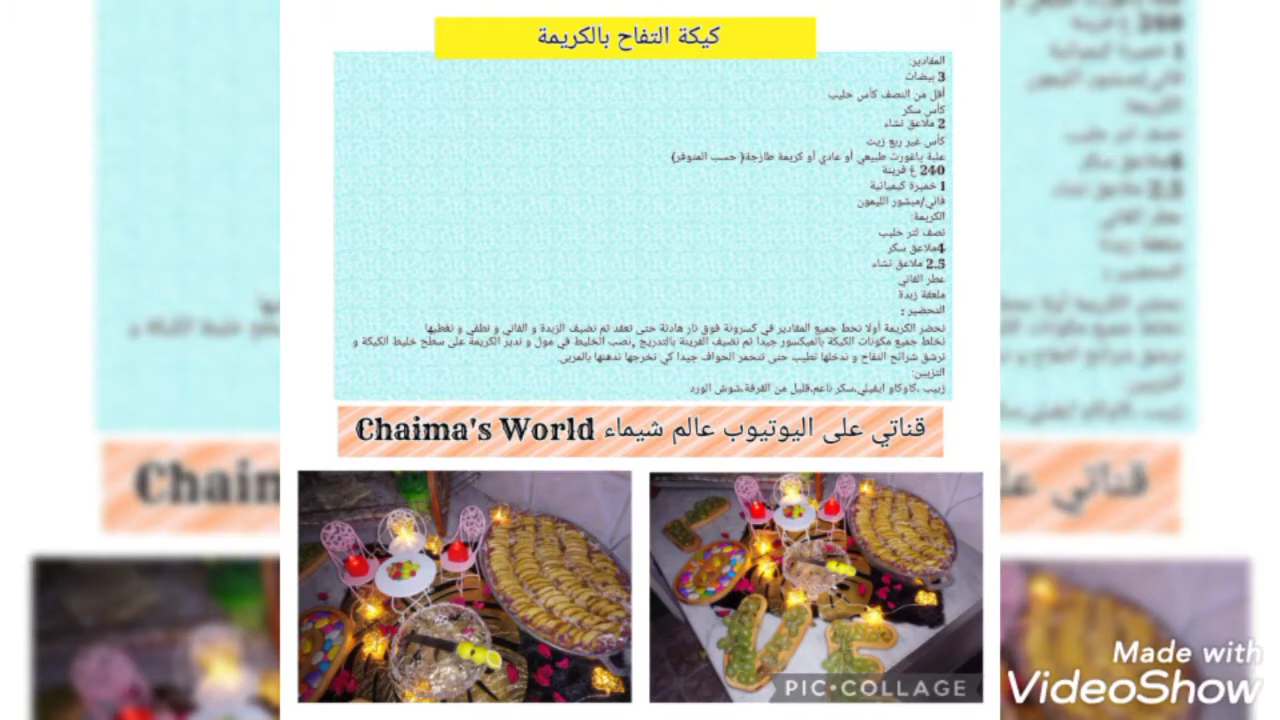 كيكة التفاح بالكريمة
المقادير:
3 بيضات
أقل من النصف كأس حليب
كأس سكر
2 ملاعق نشاء
كأس غير ربع زيت
علبة ياغورت طبيعي أو عادي أو كريمة طازجة( حسب المتوفر)
240 غ فرينة
1 خميرة كيميائية
فاني/مبشور الليمون
الكريمة:
نصف لتر حليب
4ملاعق سكر
2.5 ملاعق نشاء
عطر الفاني
ملعقة زبدة
التحضير :
نحضر الكريمة أولا نحط جميع المقادير في كسرونة فوق نار هادئة حتى تعقد ثم نضيف الزبدة و الفاني و نطفي و نغطيها
نخلط جميع مكونات الكيكة بالميكسور جيدا ثم نضيف الفرينة بالتدريج ,نصب الخليط في مول و ندير الكريمة على سطح خليط الكيكة و
نرشق شرائح التفاح و ندخلها تطيب حتى تتحمر الحواف جيدا كي نخرجها ندهنها بالمربى.
التزيين:
زبيب ،كاوكاو ايفيلي،سكر ناعم،قليل من القرفة،شوش الورد
قناتي على اليوتيوب عالم شيماء Chaima's World
PIC•COLLAGE
Made with
VideoShow